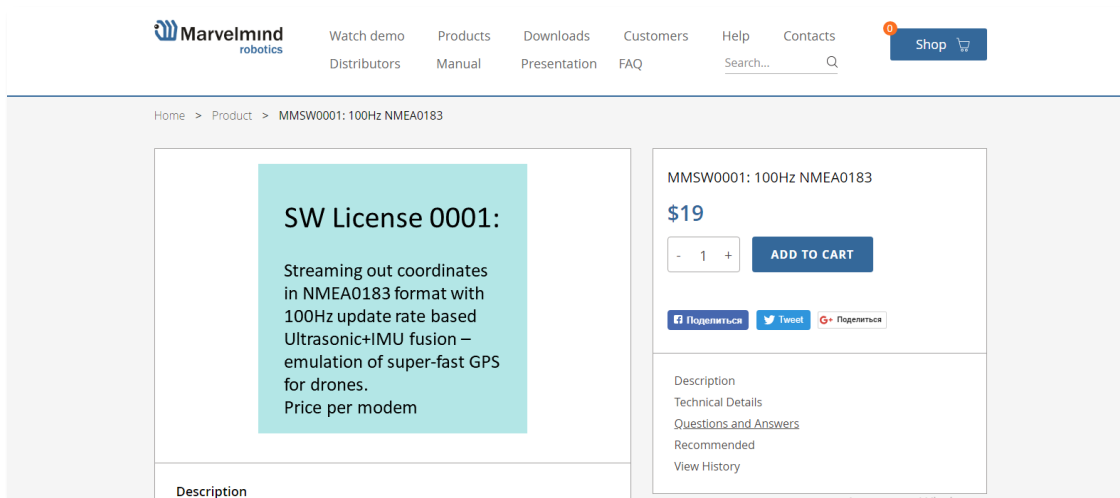 Marvelmind
robotics
Watch demo Products Downloads Customers Help Contacts
Distributors Manual Presentation FAQ Search...
0
Shop
Home > Product > MMSW0001: 100Hz NMEA0183
SW License 0001:
Streaming out coordinates
in NMEA0183 format with
100Hz update rate based
Ultrasonic+IMU fusion –
emulation of super-fast GPS
for drones.
Price per modem
Description
MMSW0001: 100Hz NMEA0183
$19
- 1 + ADD TO CART
Поделиться Tweet G+ Поделиться
Description
Technical Details
Questions and Answers
Recommended
View History